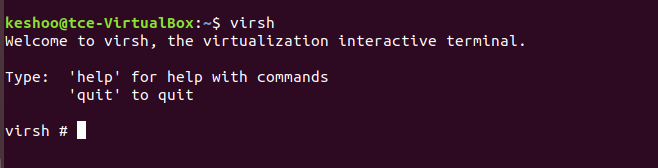 keshoo@tce-VirtualBox:~$ virsh
Welcome to virsh, the virtualization interactive terminal.
Type:  'help' for help with commands
       'quit' to quit
virsh #